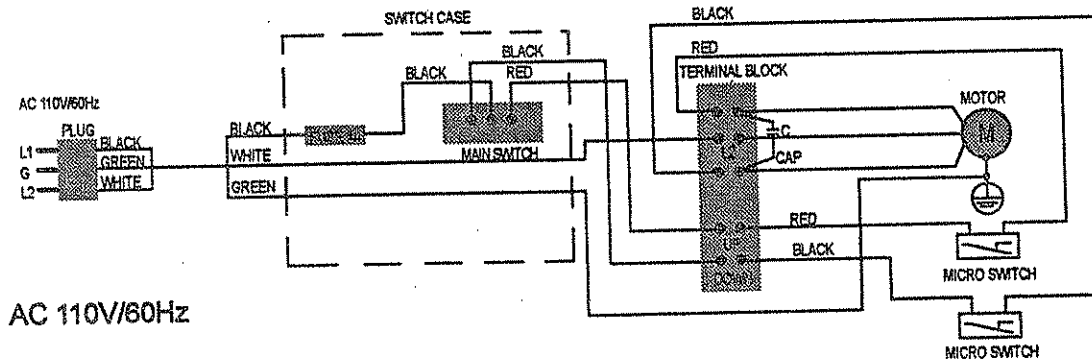 SWITCH CASE
BLACK
BLACK
RED
MAIN SWITCH
AC 110V/60Hz
PLUG
L1
G
L2
BLACK
GREEN
WHITE
BLACK
WHITE
GREEN
BLACK
RED
TERMINAL BLOCK
C
CAP
MOTOR
M
UP
DOWN
RED
BLACK
MICRO SWITCH
MICRO SWITCH
AC 110V/60Hz